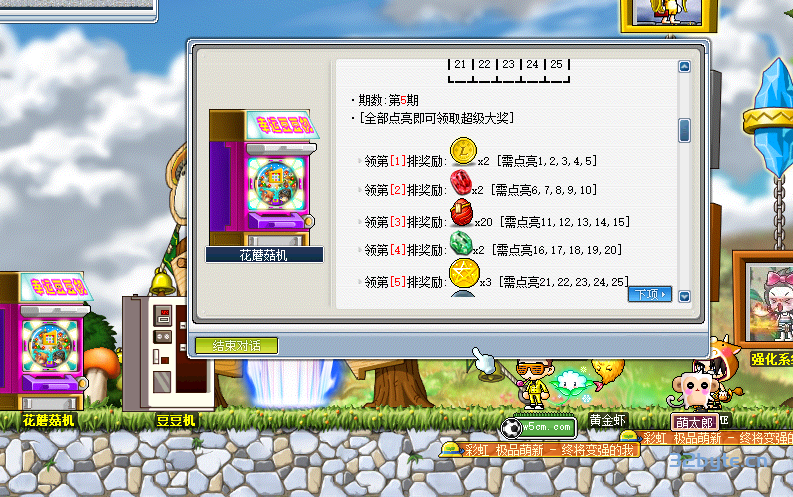 21 22 23 24 25
·期数:第5期
·[全部点亮即可领取超级大奖]
领第[1]排奖励: x2 [需点亮1,2,3,4,5]
领第[2]排奖励: x2 [需点亮6,7,8,9,10]
领第[3]排奖励: x20 [需点亮11,12,13,14,15]
领第[4]排奖励: x2 [需点亮16,17,18,19,20]
领第[5]排奖励: x3 [需点亮21,22,23,24,25]
下项
幸运豆豆机
花蘑菇机
结束对话
幸运豆豆机
花蘑菇机
豆豆机
强化系
w5cm.com
黄金虾
萌太郎
彩虹 极品萌新 - 终将变强的我
彩虹 极品萌新 - 终将变强的